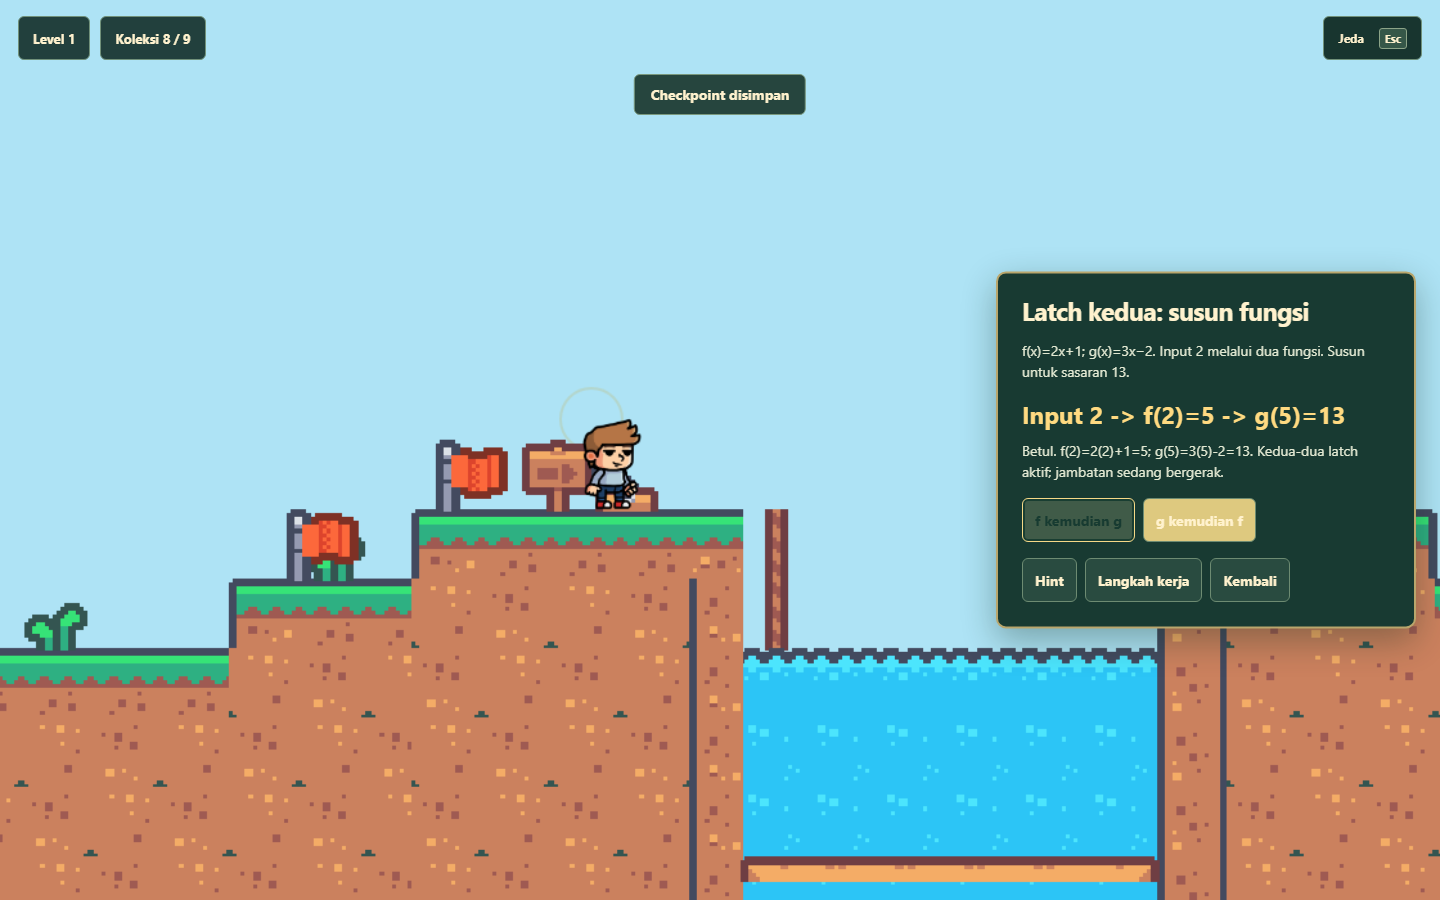 Level 1
Koleksi 8 / 9
Jeda Esc
Checkpoint disimpan
Latch kedua: susun fungsi
f(x)=2x+1; g(x)=3x−2. Input 2 melalui dua fungsi. Susun
untuk sasaran 13.
Input 2 -> f(2)=5 -> g(5)=13
Betul. f(2)=2(2)+1=5; g(5)=3(5)-2=13. Kedua-dua latch
aktif; jambatan sedang bergerak.
f kemudian g
g kemudian f
Hint
Langkah kerja
Kembali